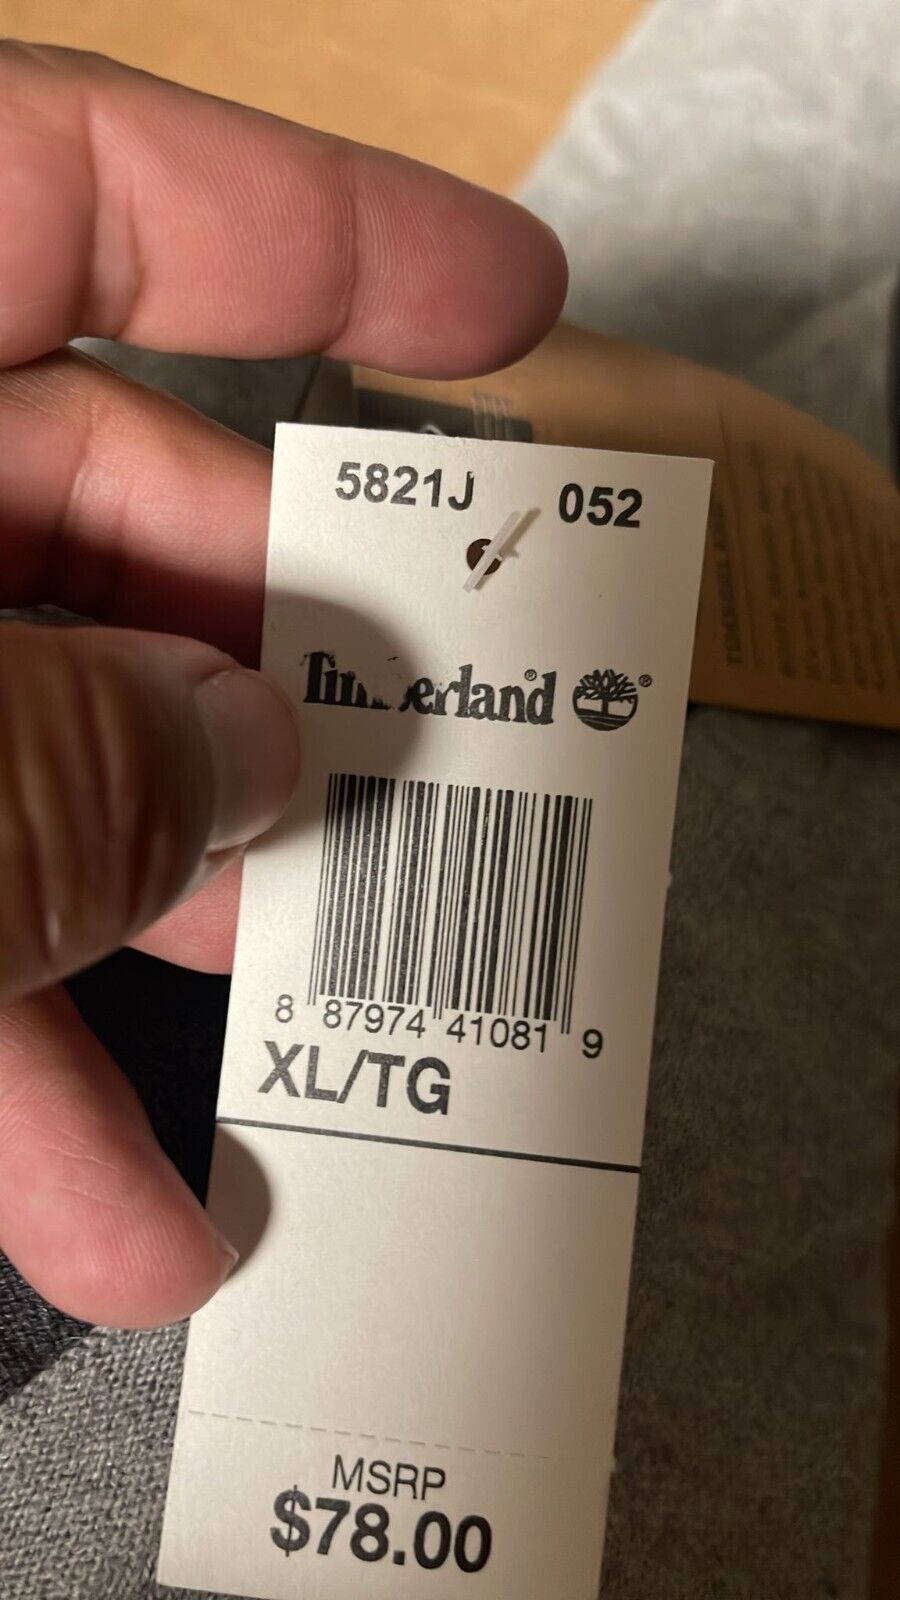 5821J 052
Timberland® ®
8 87974 41081 9
XL/TG
MSRP
$78.00